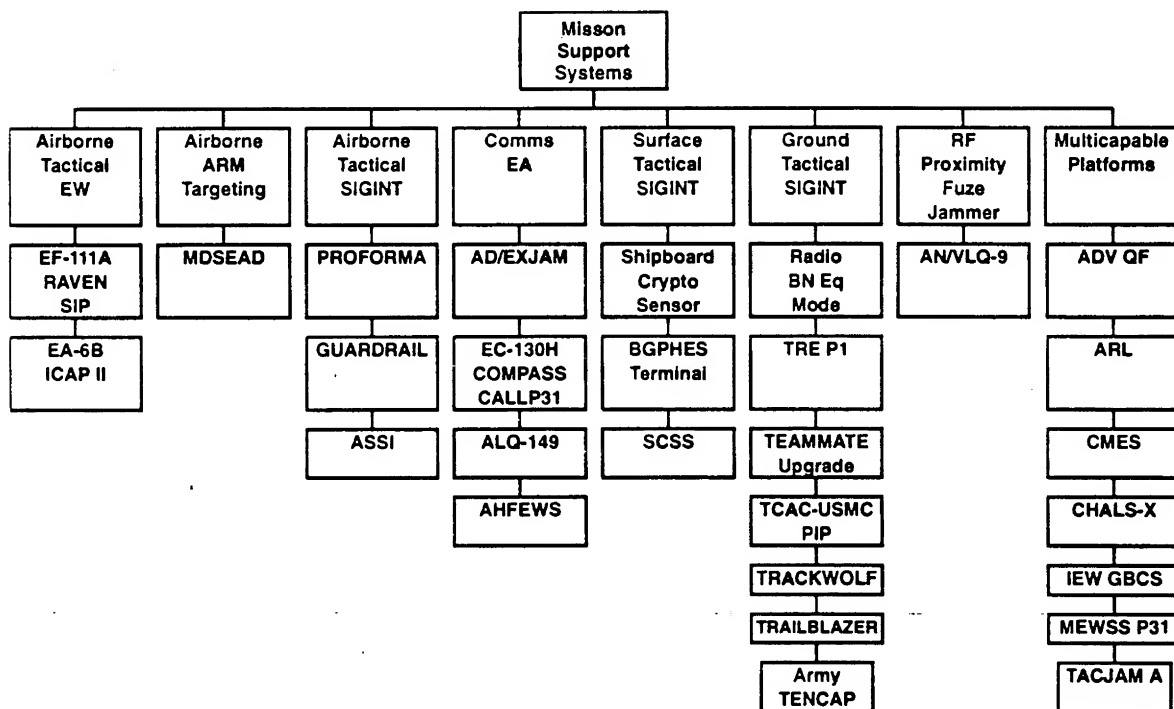 Misson
Support
Systems
Airborne
Tactical
EW
Airborne
ARM
Targeting
Airborne
Tactical
SIGINT
Comms
EA
Surface
Tactical
SIGINT
Ground
Tactical
SIGINT
RF
Proximity
Fuze
Jammer
Multicapable
Platforms
EF-111A
RAVEN
SIP
MDSEAD
PROFORMA
AD/EXJAM
Shipboard
Crypto
Sensor
Radio
BN Eq
Mode
AN/VLQ-9
ADV QF
EA-6B
ICAP II
GUARDRAIL
EC-130H
COMPASS
CALLP31
BGPHES
Terminal
TRE P1
ARL
ASSI
ALQ-149
SCSS
TEAMMATE
Upgrade
CMES
AHFEWS
TCAC-USMC
PIP
CHALS-X
TRACKWOLF
IEW GBCS
TRAILBLAZER
MEWSS P31
Army
TENCAP
TACJAM A